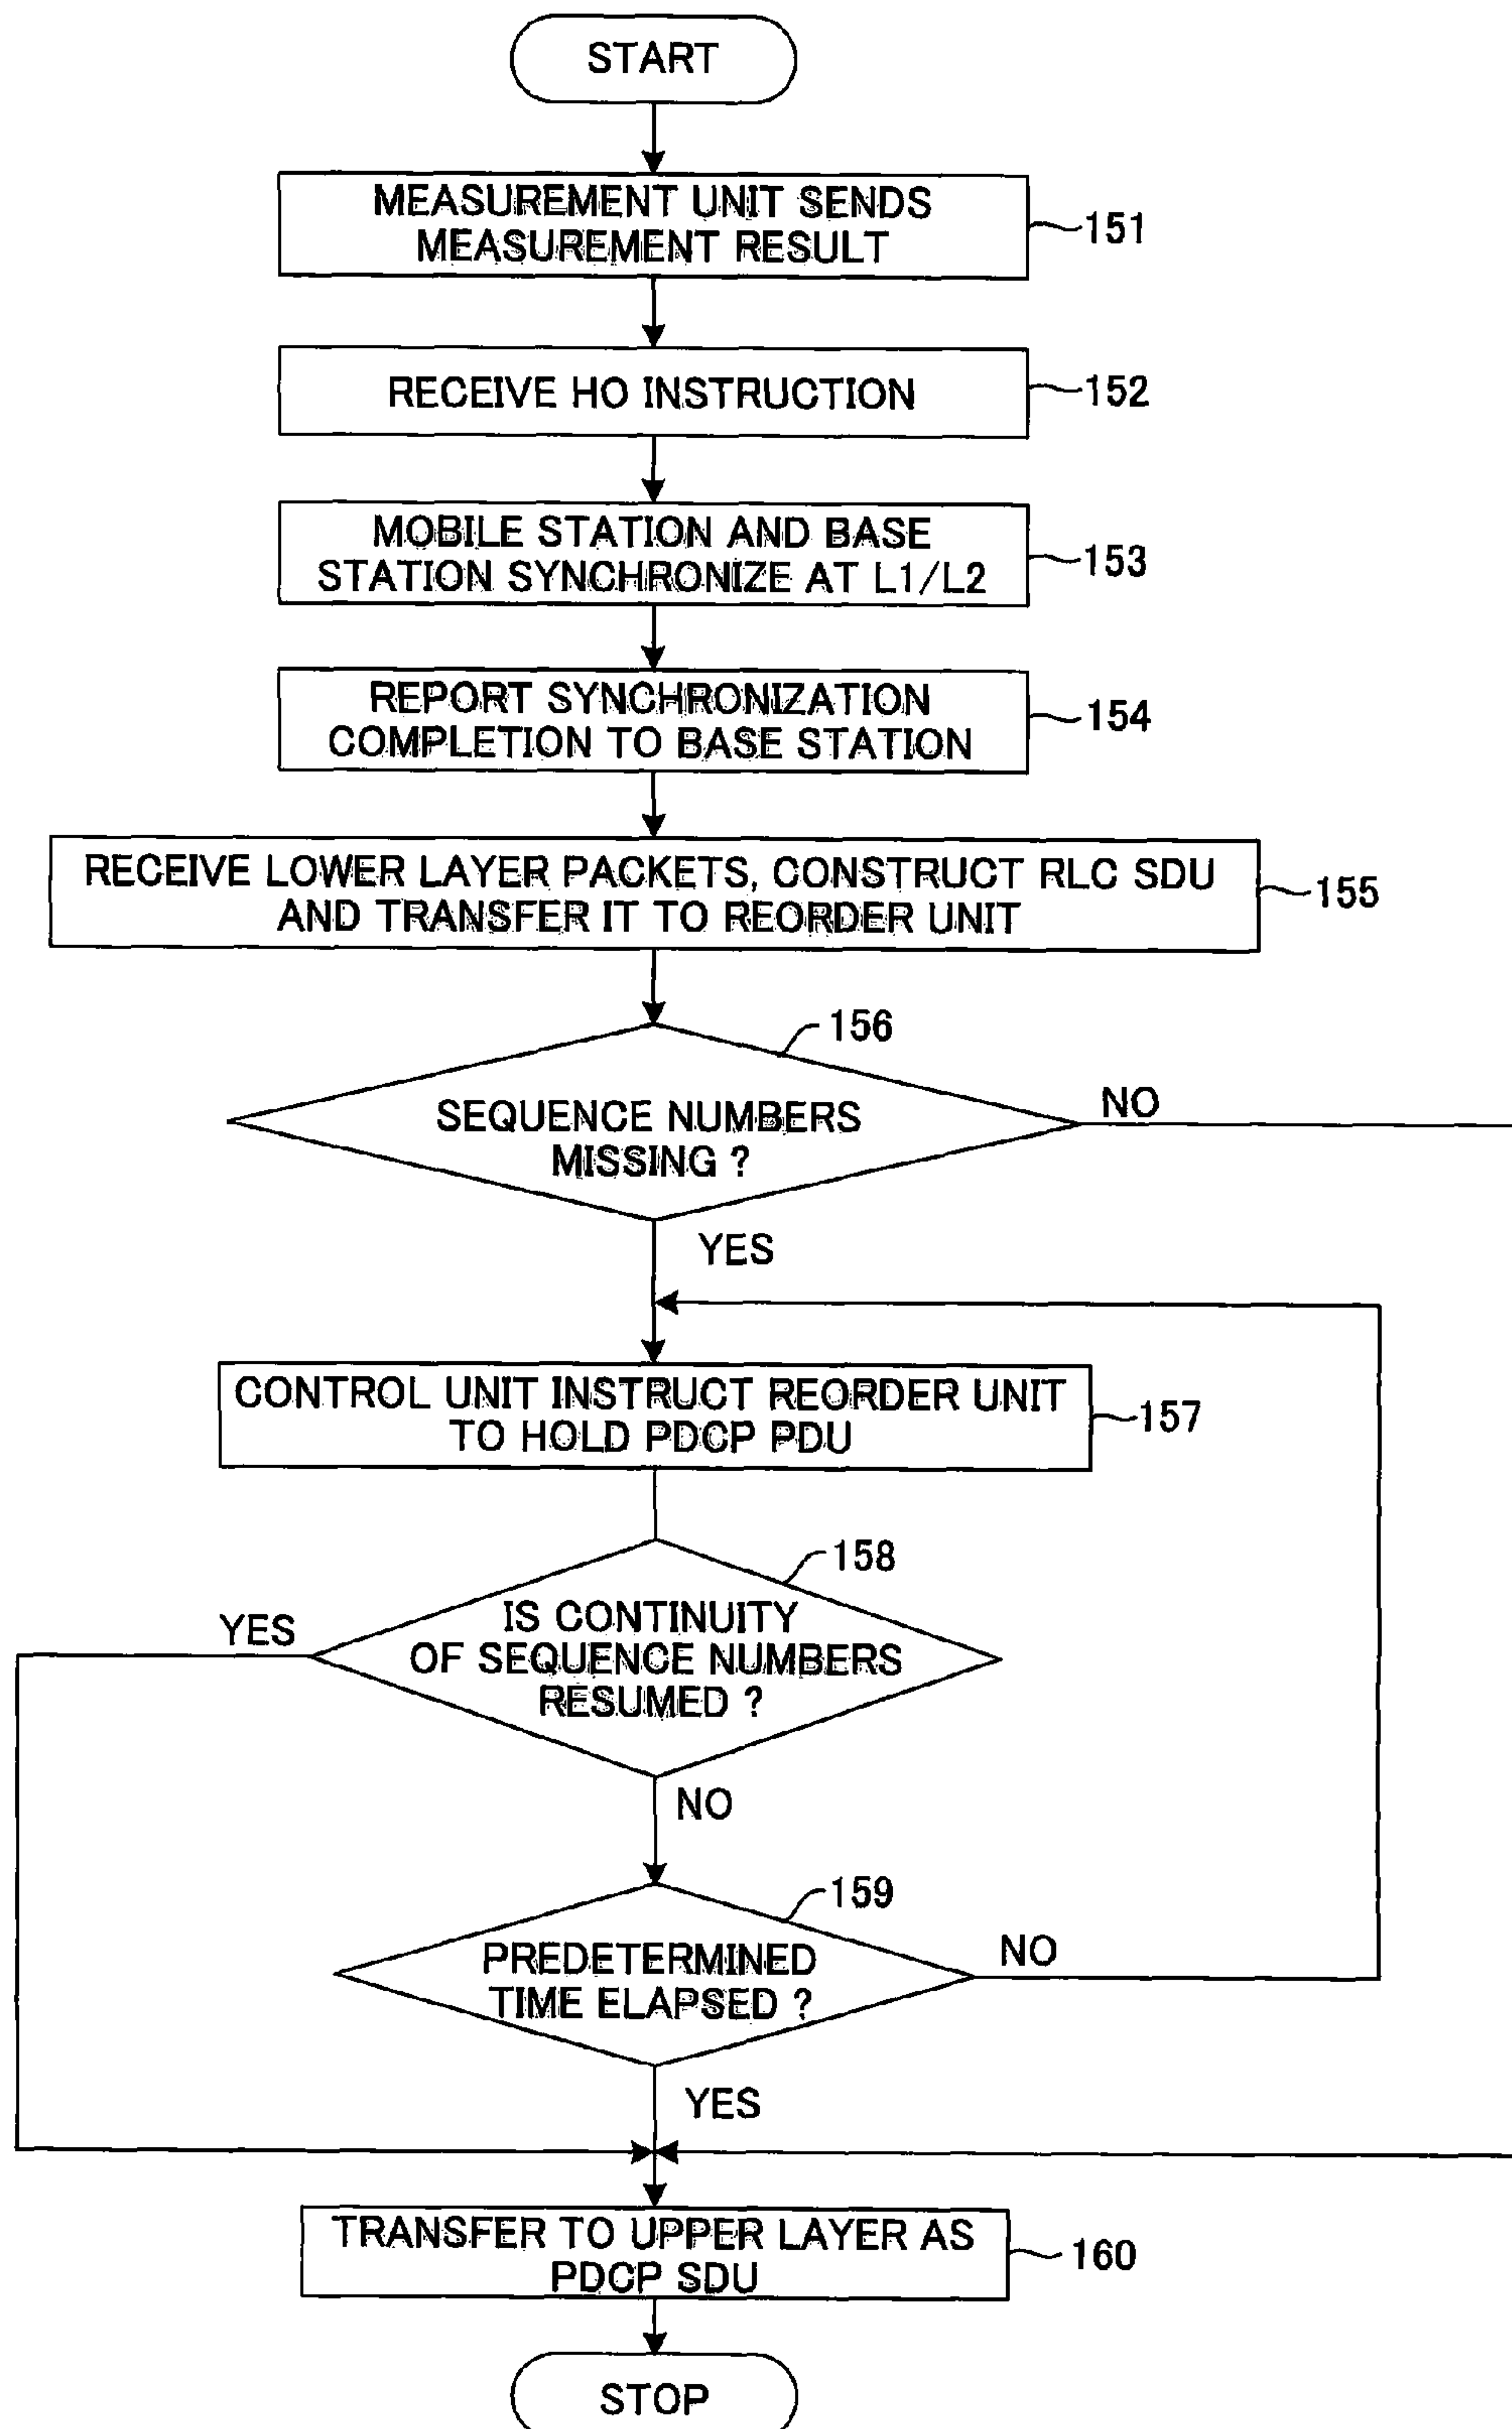 START
MEASUREMENT UNIT SENDS
MEASUREMENT RESULT
151
RECEIVE HO INSTRUCTION
152
MOBILE STATION AND BASE
STATION SYNCHRONIZE AT L1/L2
153
REPORT SYNCHRONIZATION
COMPLETION TO BASE STATION
154
RECEIVE LOWER LAYER PACKETS, CONSTRUCT RLC SDU
AND TRANSFER IT TO REORDER UNIT
155
156
SEQUENCE NUMBERS
MISSING ?
NO
YES
CONTROL UNIT INSTRUCT REORDER UNIT
TO HOLD PDCP PDU
157
158
IS CONTINUITY
OF SEQUENCE NUMBERS
RESUMED ?
YES
NO
159
PREDETERMINED
TIME ELAPSED ?
NO
YES
TRANSFER TO UPPER LAYER AS
PDCP SDU
160
STOP